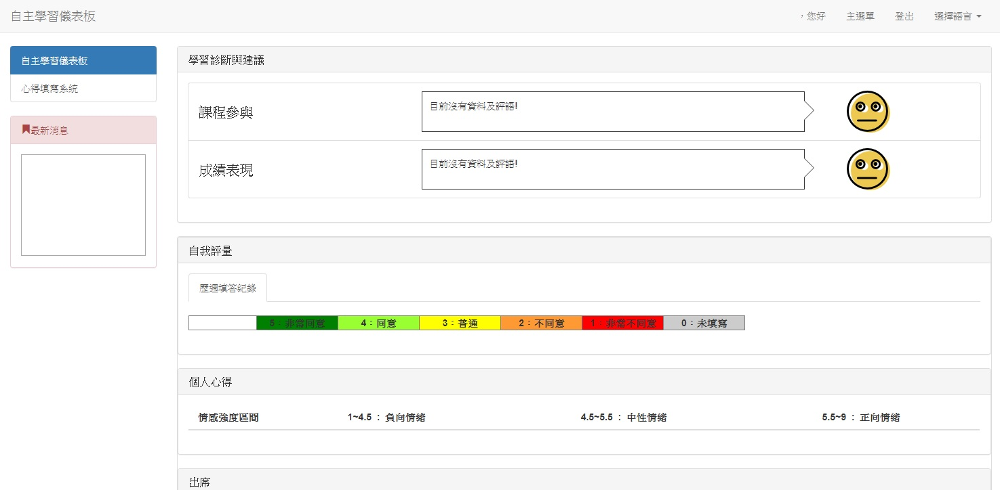 自主學習儀表板
，您好 主選單 登出 選擇語言
自主學習儀表板
心得填寫系統
最新消息
學習診斷與建議
課程參與
目前沒有資料及評語!
成績表現
目前沒有資料及評語!
自我評量
歷週填答紀錄
5：非常同意 4：同意 3：普通 2：不同意 1：非常不同意 0：未填寫
個人心得
情感強度區間 1~4.5 ： 負向情緒 4.5~5.5 ： 中性情緒 5.5~9 ： 正向情緒
出席